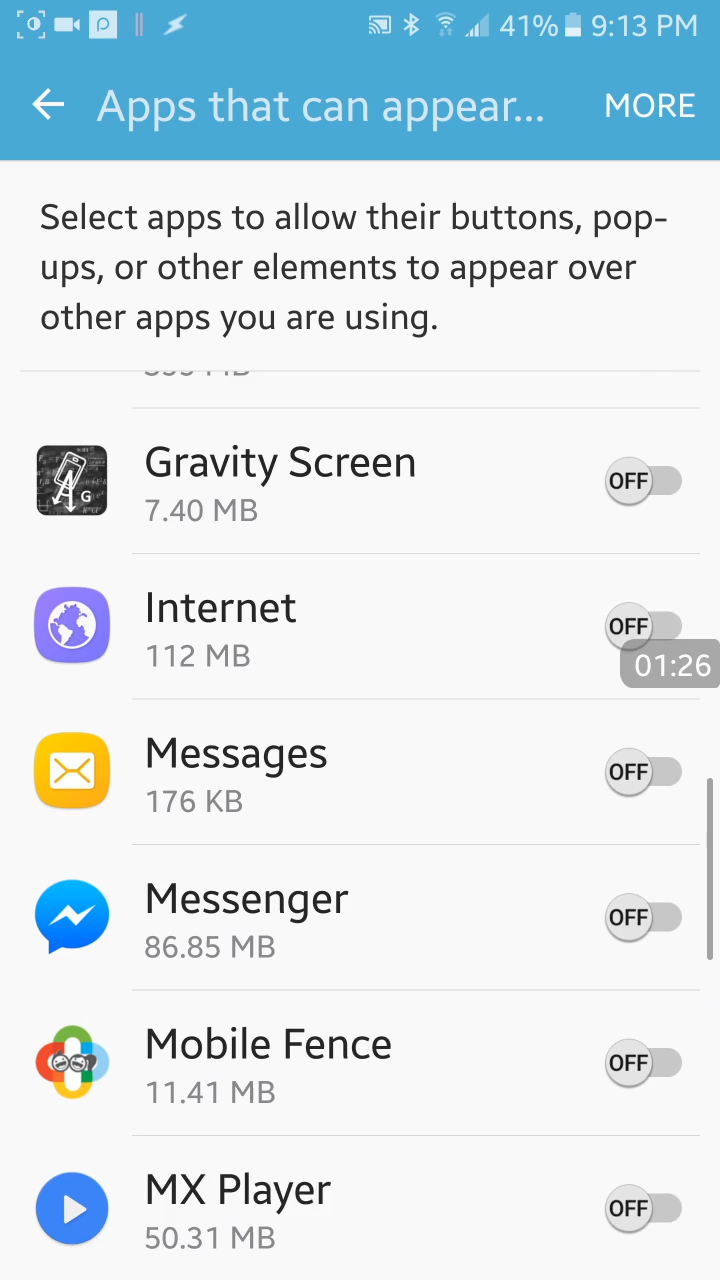 41% 9:13 PM
Apps that can appear... MORE
Select apps to allow their buttons, pop-
ups, or other elements to appear over
other apps you are using.
Gravity Screen
7.40 MB
OFF
Internet
112 MB
OFF
01:26
Messages
176 KB
OFF
Messenger
86.85 MB
OFF
Mobile Fence
11.41 MB
OFF
MX Player
50.31 MB
OFF